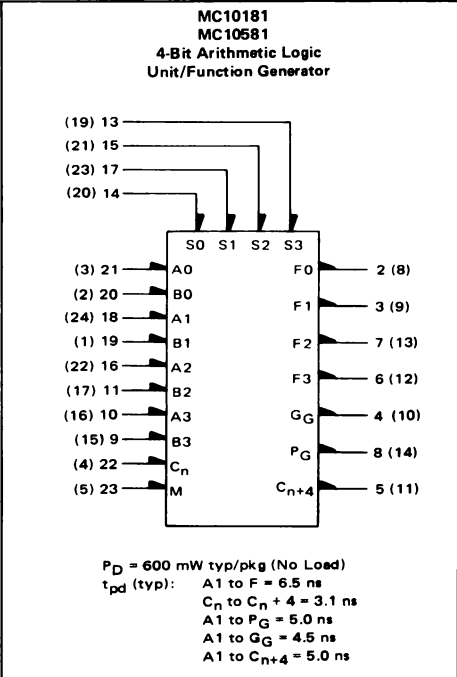 MC10181
MC10581
4-Bit Arithmetic Logic
Unit/Function Generator
(19) 13
(21) 15
(23) 17
(20) 14
S0 S1 S2 S3
(3) 21 A0 F0 2 (8)
(2) 20 B0
(24) 18 A1 F1 3 (9)
(1) 19 B1
(22) 16 A2 F2 7 (13)
(17) 11 B2
(16) 10 A3 F3 6 (12)
(15) 9 B3 GG 4 (10)
(4) 22 Cn PG 8 (14)
(5) 23 M Cn+4 5 (11)
PD = 600 mW typ/pkg (No Load)
tpd (typ): A1 to F = 6.5 ns
Cn to Cn + 4 = 3.1 ns
A1 to PG = 5.0 ns
A1 to GG = 4.5 ns
A1 to Cn+4 = 5.0 ns